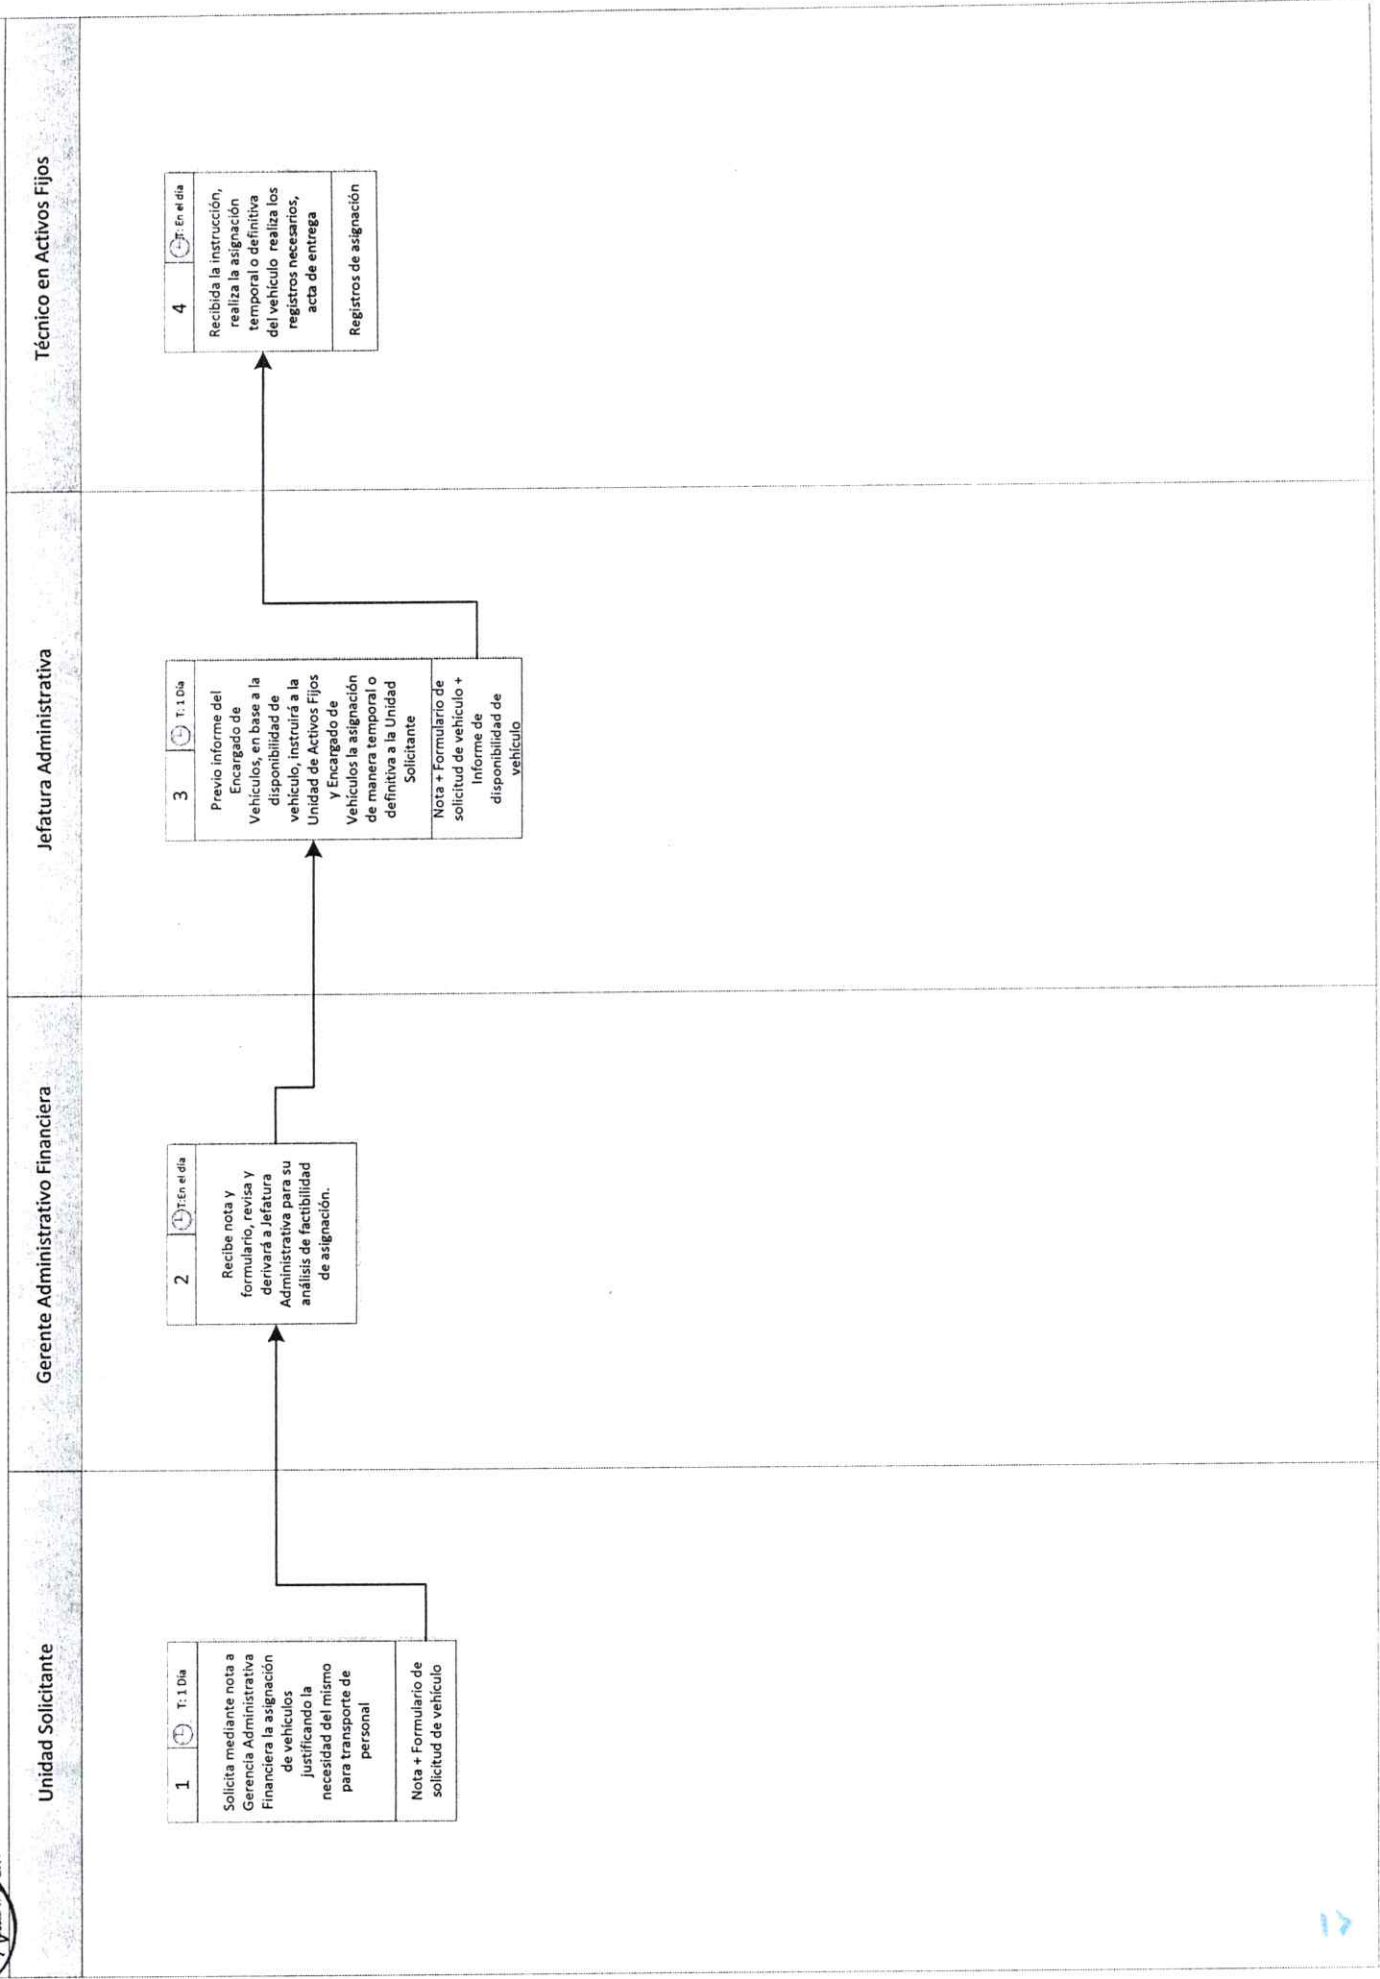 Unidad Solicitante
Gerente Administrativo Financiera
Jefatura Administrativa
Técnico en Activos Fijos
1
T: 1 Día
Solicita mediante nota a
Gerencia Administrativa
Financiera la asignación
de vehículos
justificando la
necesidad del mismo
para transporte de
personal
Nota + Formulario de
solicitud de vehículo
2
T:En el día
Recibe nota y
formulario, revisa y
derivará a Jefatura
Administrativa para su
análisis de factibilidad
de asignación.
3
T: 1 Día
Previo informe del
Encargado de
Vehículos, en base a la
disponibilidad de
vehículo, instruirá a la
Unidad de Activos Fijos
y Encargado de
Vehículos la asignación
de manera temporal o
definitiva a la Unidad
Solicitante
Nota + Formulario de
solicitud de vehículo +
Informe de
disponibilidad de
vehículo
4
T: En el día
Recibida la instrucción,
realiza la asignación
temporal o definitiva
del vehículo realiza los
registros necesarios,
acta de entrega
Registros de asignación